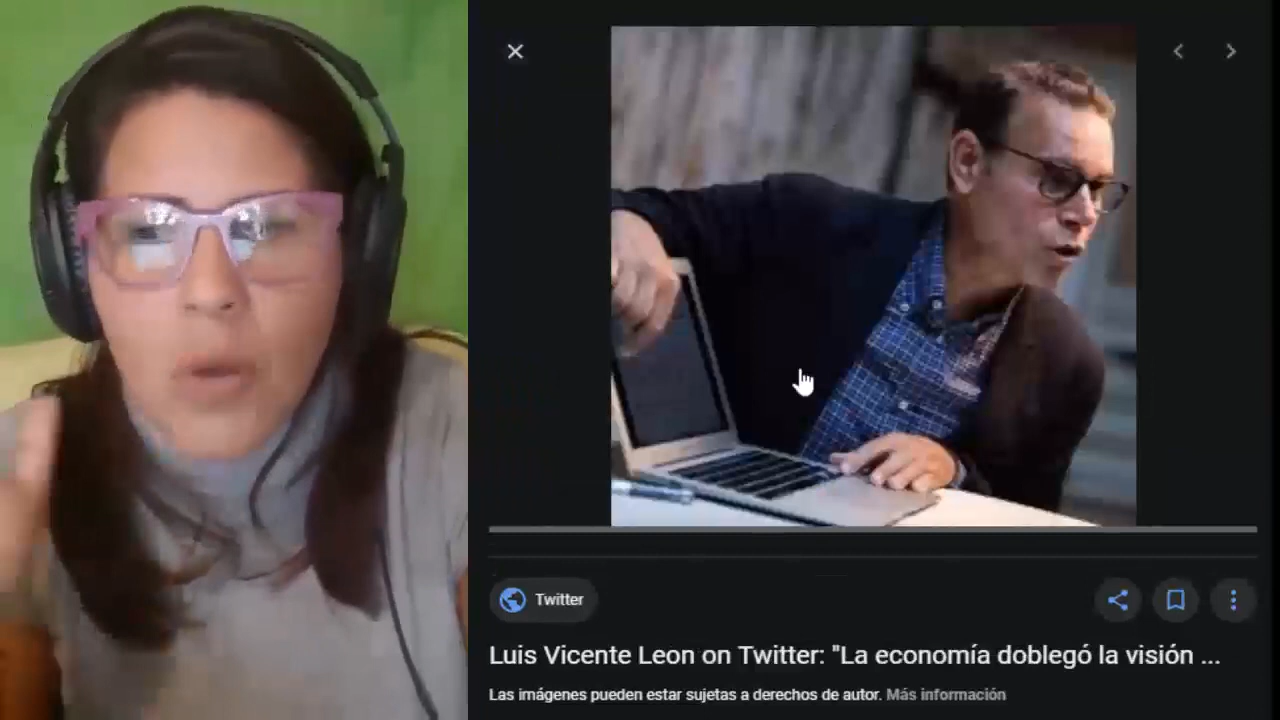 Twitter
Luis Vicente Leon on Twitter: "La economía doblegó la visión ...
Las imágenes pueden estar sujetas a derechos de autor. Más información